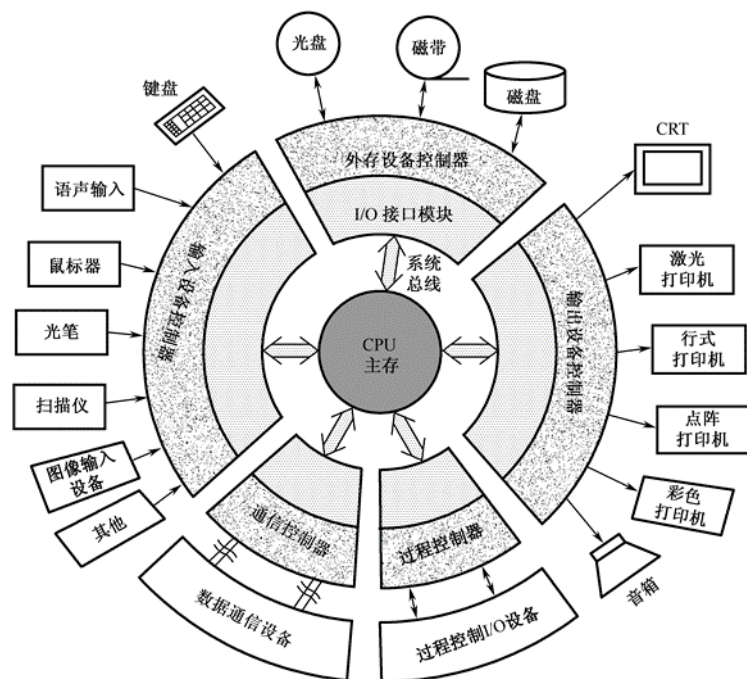 光盘
磁带
磁盘
键盘
CRT
外存设备控制器
I/O 接口模块
语声输入
鼠标器
光笔
扫描仪
图像输入
设备
其他
输入设备控制器
系统
总线
CPU
主存
输出设备控制器
激光
打印机
行式
打印机
点阵
打印机
彩色
打印机
音箱
通信控制器
过程控制器
数据通信设备
过程控制I/O设备